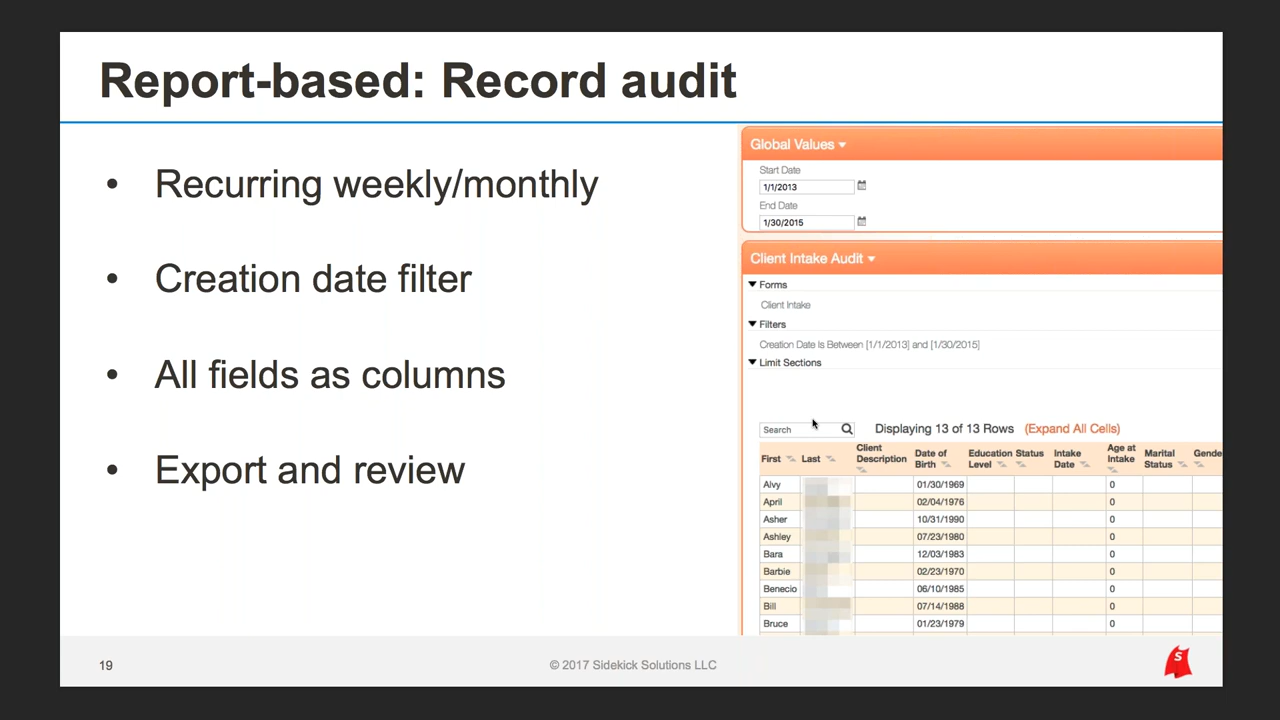 Report-based: Record audit
• Recurring weekly/monthly
• Creation date filter
• All fields as columns
• Export and review
Global Values
Start Date
1/1/2013
End Date
1/30/2015
Client Intake Audit
Forms
Client Intake
Filters
Creation Date Is Between [1/1/2013] and [1/30/2015]
Limit Sections
Search Displaying 13 of 13 Rows (Expand All Cells)
First Last Client Description Date of Birth Education Level Status Intake Date Age at Intake Marital Status Gende
Alvy 01/30/1969 0
April 02/04/1976 0
Asher 10/31/1990 0
Ashley 07/23/1980 0
Bara 12/03/1983 0
Barbie 02/23/1970 0
Benecio 06/10/1985 0
Bill 07/14/1988 0
Bruce 01/23/1979 0
19
© 2017 Sidekick Solutions LLC
S